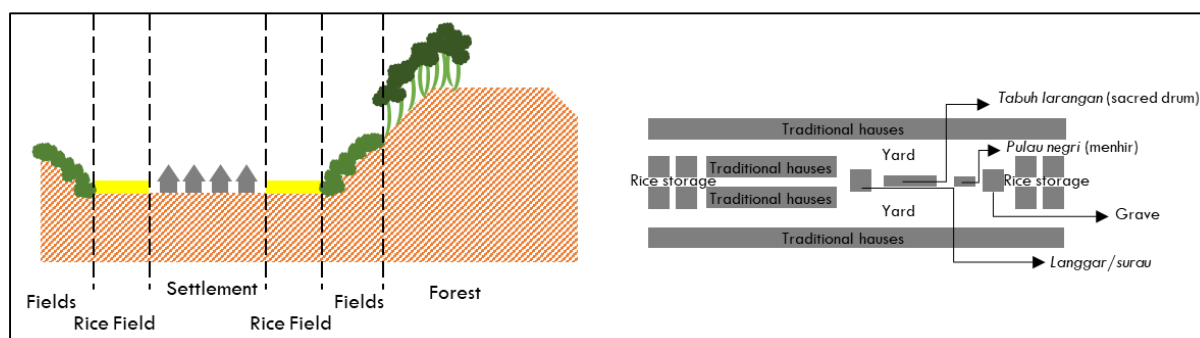 Fields
Rice Field
Settlement
Rice Field
Fields
Forest
Tabuh larangan (sacred drum)
Traditional hauses
Pulau negri (menhir)
Yard
Traditional hauses
Rice storage
Rice storage
Traditional hauses
Yard
Grave
Traditional hauses
Langgar/surau